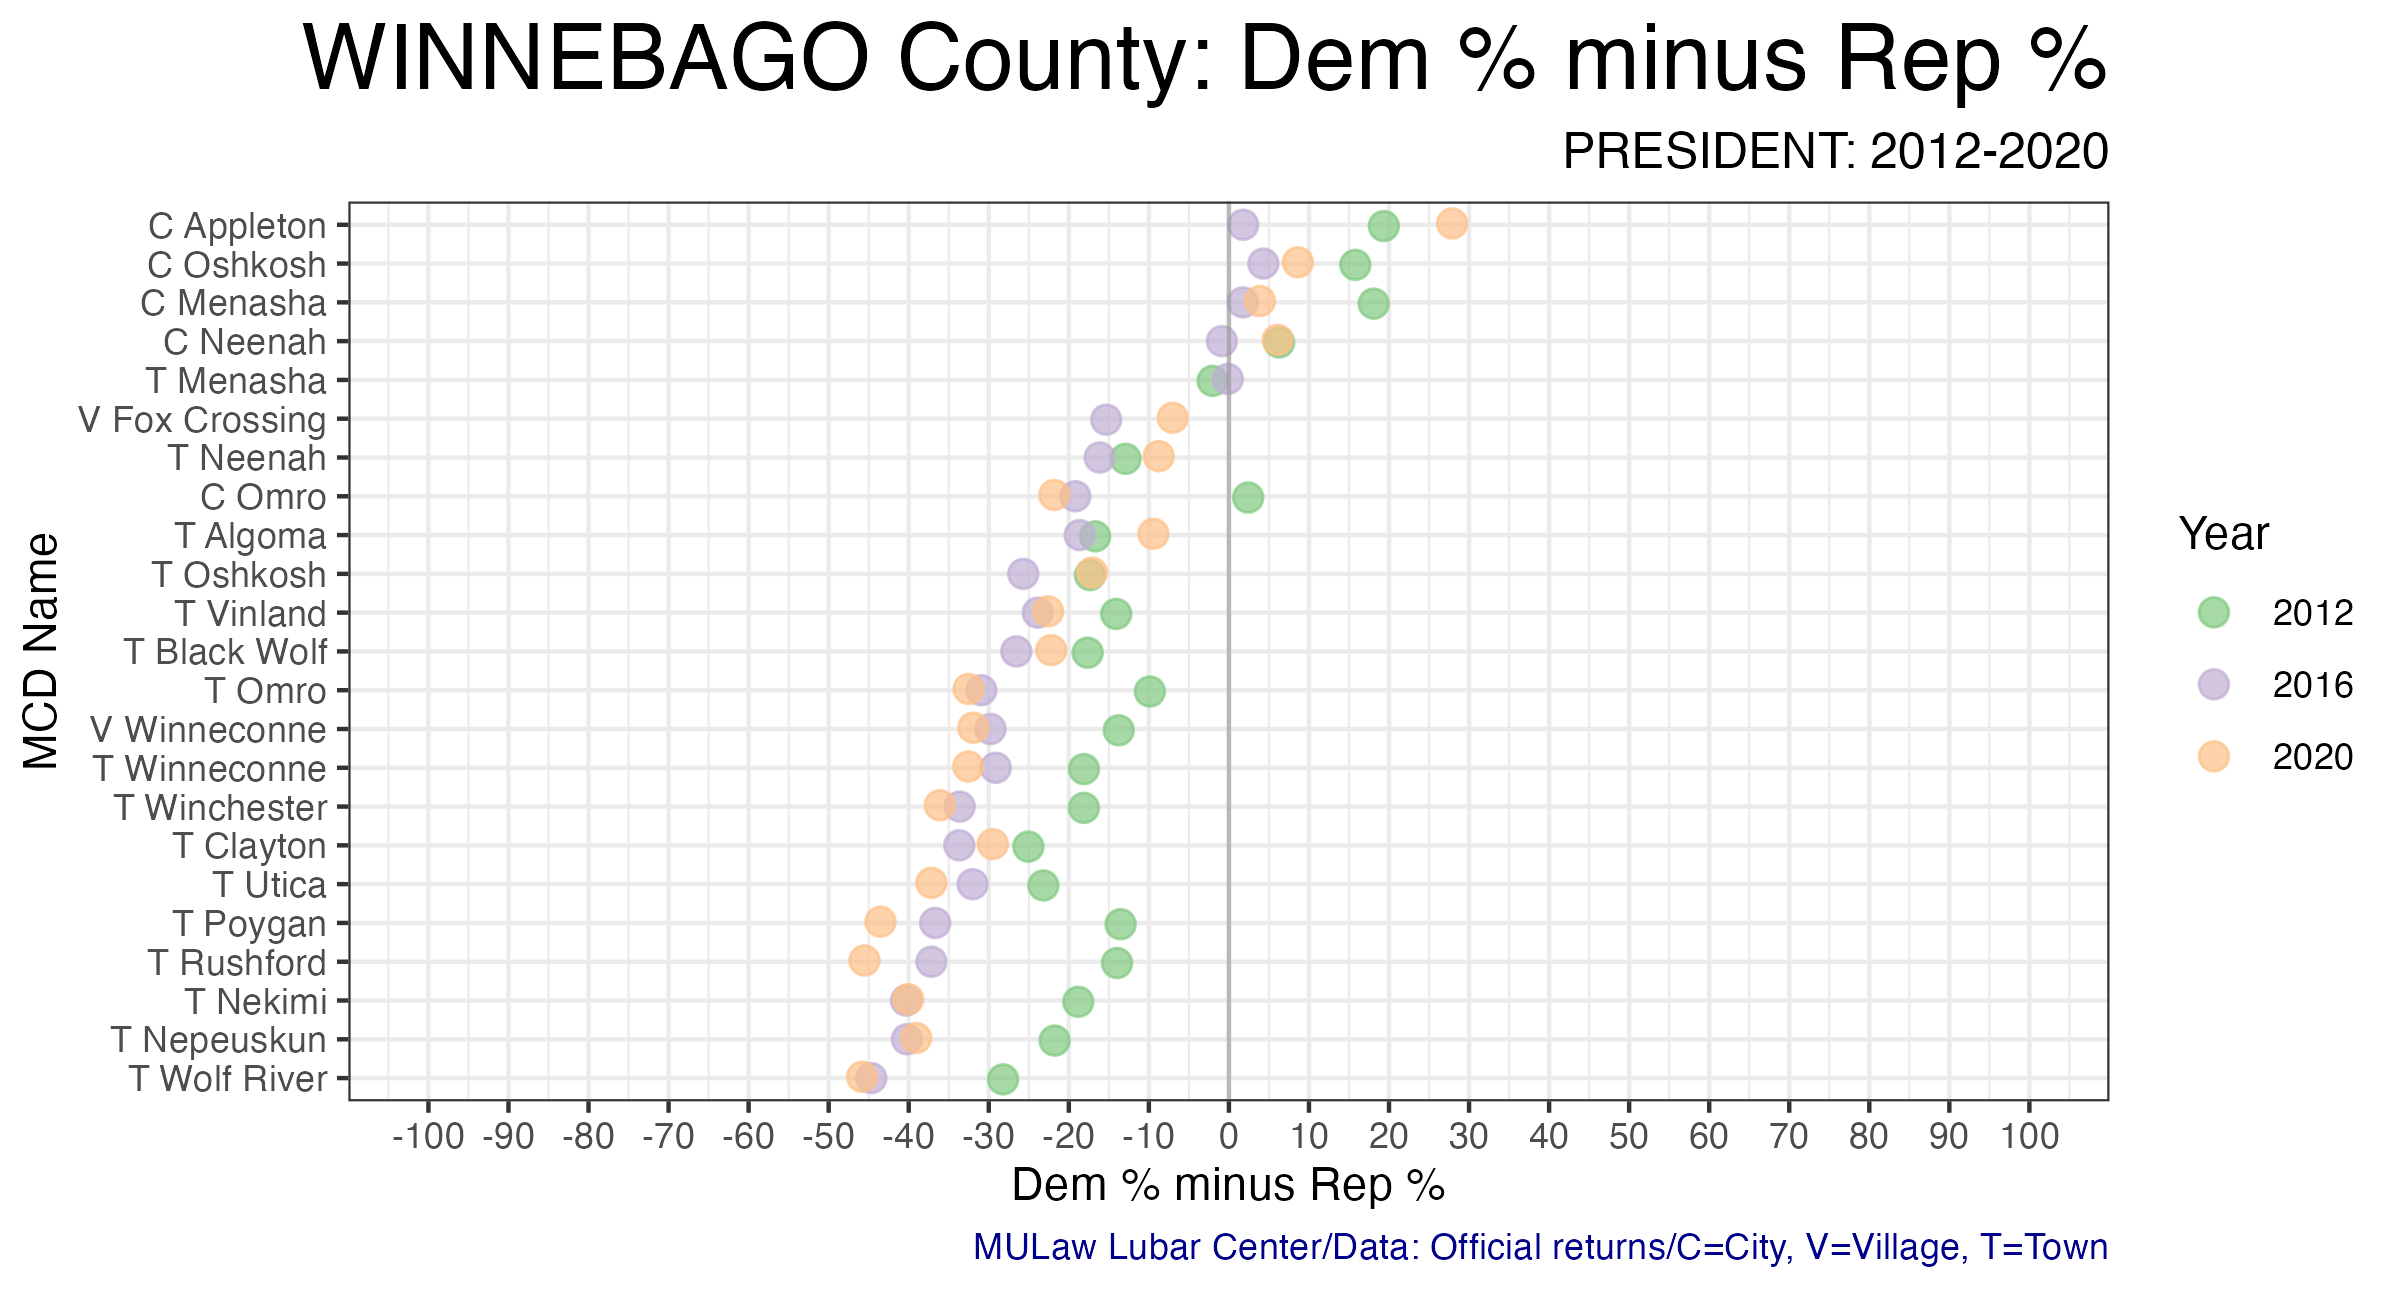 WINNEBAGO County: Dem % minus Rep %
PRESIDENT: 2012-2020
C Appleton
C Oshkosh
C Menasha
C Neenah
T Menasha
V Fox Crossing
T Neenah
C Omro
T Algoma
T Oshkosh
T Vinland
T Black Wolf
T Omro
V Winneconne
T Winneconne
T Winchester
T Clayton
T Utica
T Poygan
T Rushford
T Nekimi
T Nepeuskun
T Wolf River
MCD Name
-100 -90 -80 -70 -60 -50 -40 -30 -20 -10 0 10 20 30 40 50 60 70 80 90 100
Dem % minus Rep %
Year
2012
2016
2020
MULaw Lubar Center/Data: Official returns/C=City, V=Village, T=Town